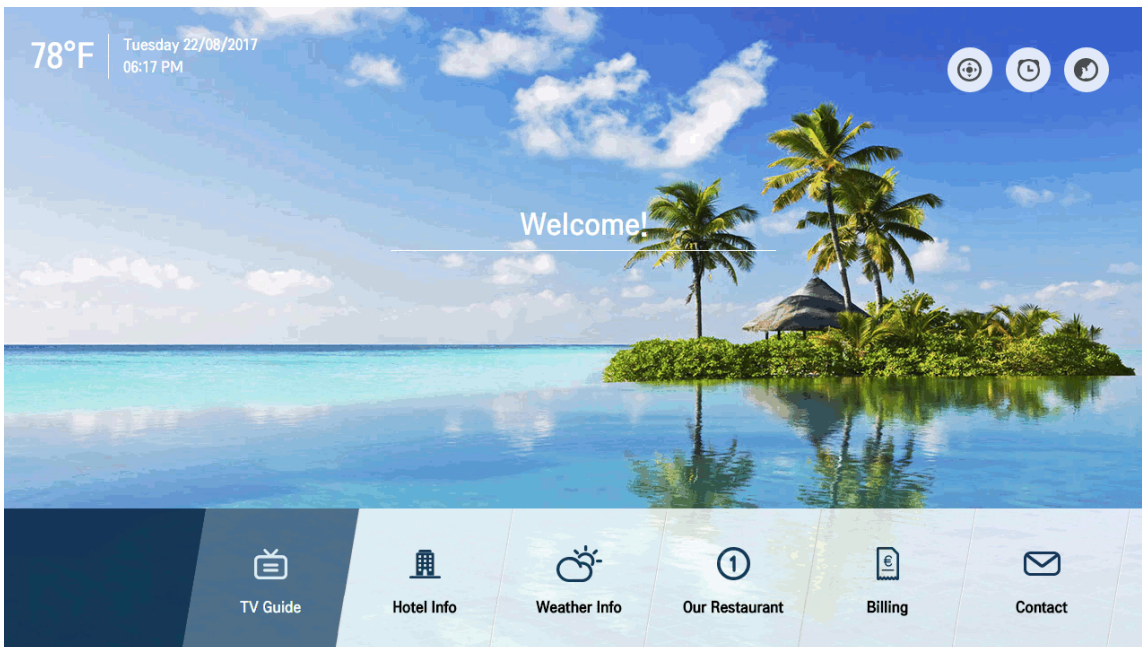 78°F
Tuesday 22/08/2017
06:17 PM
Welcome!
TV Guide
Hotel Info
Weather Info
1
Our Restaurant
€
Billing
Contact